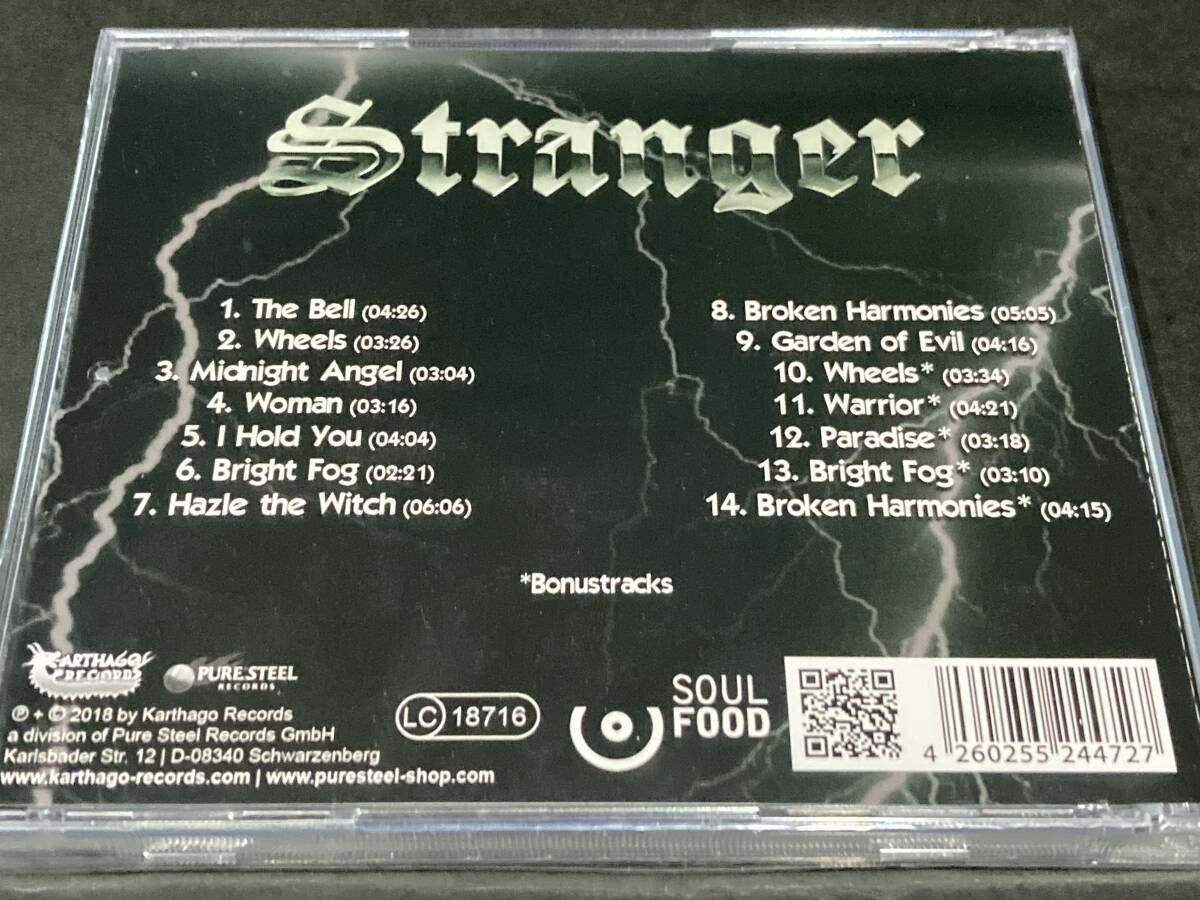 Stranger
1. The Bell (04:26)
2. Wheels (03:26)
3. Midnight Angel (03:04)
4. Woman (03:16)
5. I Hold You (04:04)
6. Bright Fog (02:21)
7. Hazle the Witch (06:06)
8. Broken Harmonies (05:05)
9. Garden of Evil (04:16)
10. Wheels* (03:34)
11. Warrior* (04:21)
12. Paradise* (03:18)
13. Bright Fog* (03:10)
14. Broken Harmonies* (04:15)
*Bonustracks
KARTHAGO
RECORDS
PURE STEEL
RECORDS
℗ + © 2018 by Karthago Records
a division of Pure Steel Records GmbH
Karlsbader Str. 12 | D-08340 Schwarzenberg
www.karthago-records.com | www.puresteel-shop.com
LC 18716
SOUL
FOOD
4 260255 244727